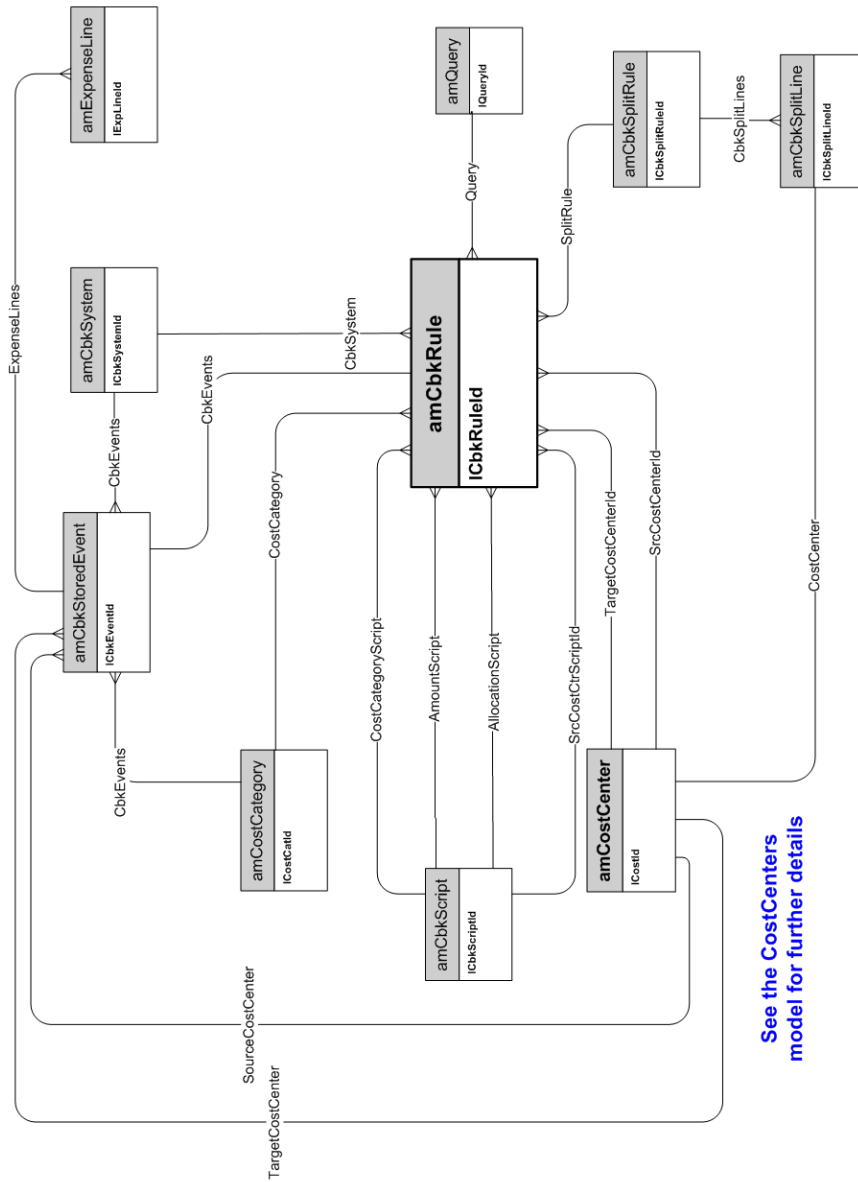 ExpenseLines
amExpenseLine
lExpLineId
amCbkSystem
lCbkSystemId
amQuery
lQueryId
Query
amCbkSplitRule
lCbkSplitRuleId
SplitRule
CbkSplitLines
amCbkSplitLine
lCbkSplitLineId
CbkSystem
CbkEvents
CbkEvents
amCbkStoredEvent
lCbkEventId
amCbkRule
lCbkRuleId
CostCategory
CbkEvents
amCostCategory
lCostCatId
CostCategoryScript
AmountScript
AllocationScript
SrcCostCtrScriptId
TargetCostCenterId
SrcCostCenterId
CostCenter
amCbkScript
lCbkScriptId
amCostCenter
lCostId
SourceCostCenter
TargetCostCenter
See the CostCenters
model for further details